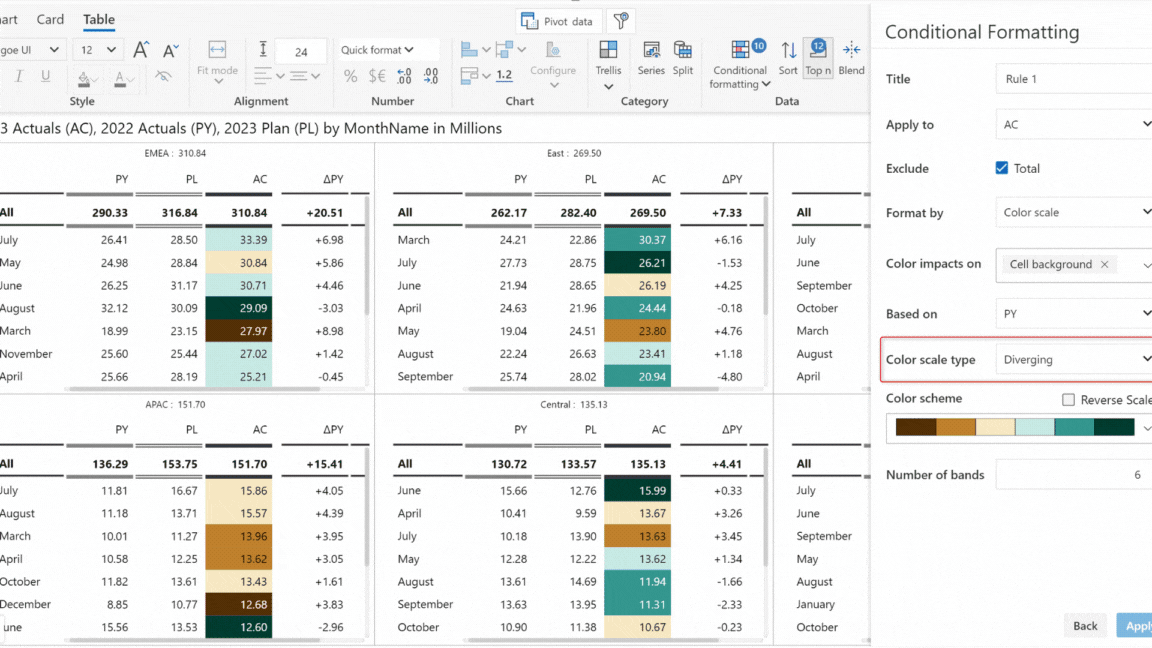 art Card Table
Pivot data
Conditional Formatting
goe UI 12 A A 24 Quick format 1.2
I U A Fit mode % $€ .00 .00 Configure Trellis Series Split Conditional formatting 10 Sort Top n 12 Blend
Style Alignment Number Chart Category Data
3 Actuals (AC), 2022 Actuals (PY), 2023 Plan (PL) by MonthName in Millions
EMEA : 310.84
PY PL AC ΔPY
All 290.33 316.84 310.84 +20.51
July 26.41 28.50 33.39 +6.98
May 24.98 28.84 30.84 +5.86
June 26.25 31.17 30.71 +4.46
August 32.12 30.09 29.09 -3.03
March 18.99 23.15 27.97 +8.98
November 25.60 25.44 27.02 +1.42
April 25.66 28.19 25.21 -0.45
East : 269.50
PY PL AC ΔPY
All 262.17 282.40 269.50 +7.33
March 24.21 22.86 30.37 +6.16
July 27.73 28.75 26.21 -1.53
June 21.94 28.65 26.19 +4.25
April 24.63 21.96 24.44 -0.18
May 19.04 24.51 23.80 +4.76
August 22.24 26.63 23.41 +1.18
September 25.74 28.02 20.94 -4.80
All
July
June
September
October
March
August
April
APAC : 151.70
PY PL AC ΔPY
All 136.29 153.75 151.70 +15.41
July 11.81 16.67 15.86 +4.05
August 11.18 13.71 15.57 +4.39
March 10.01 11.27 13.96 +3.95
April 10.58 12.25 13.62 +3.05
October 11.82 13.61 13.43 +1.61
December 8.85 10.77 12.68 +3.83
une 15.56 13.53 12.60 -2.96
Central : 135.13
PY PL AC ΔPY
All 130.72 133.57 135.13 +4.41
June 15.66 12.76 15.99 +0.33
April 10.41 9.59 13.67 +3.26
July 10.18 13.90 13.63 +3.45
May 12.28 12.22 13.62 +1.34
August 13.61 14.69 11.94 -1.66
September 13.63 13.95 11.31 -2.33
October 10.90 11.38 10.67 -0.23
All
July
June
September
May
August
January
October
Title Rule 1
Apply to AC
Exclude Total
Format by Color scale
Color impacts on Cell background ×
Based on PY
Color scale type Diverging
Color scheme Reverse Scale
Number of bands 6
Back Apply